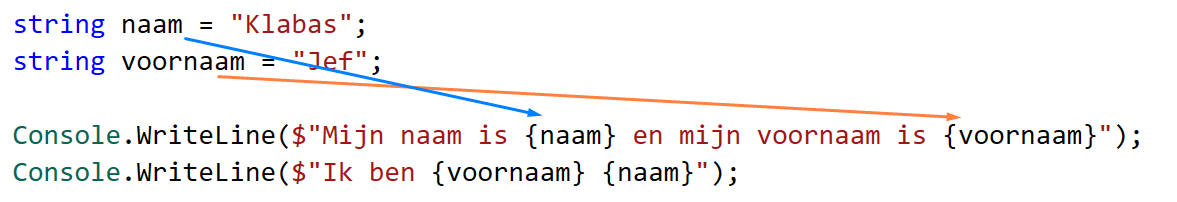 string naam = "Klabas";
string voornaam = "Jef";
Console.WriteLine($"Mijn naam is {naam} en mijn voornaam is {voornaam}");
Console.WriteLine($"Ik ben {voornaam} {naam}");